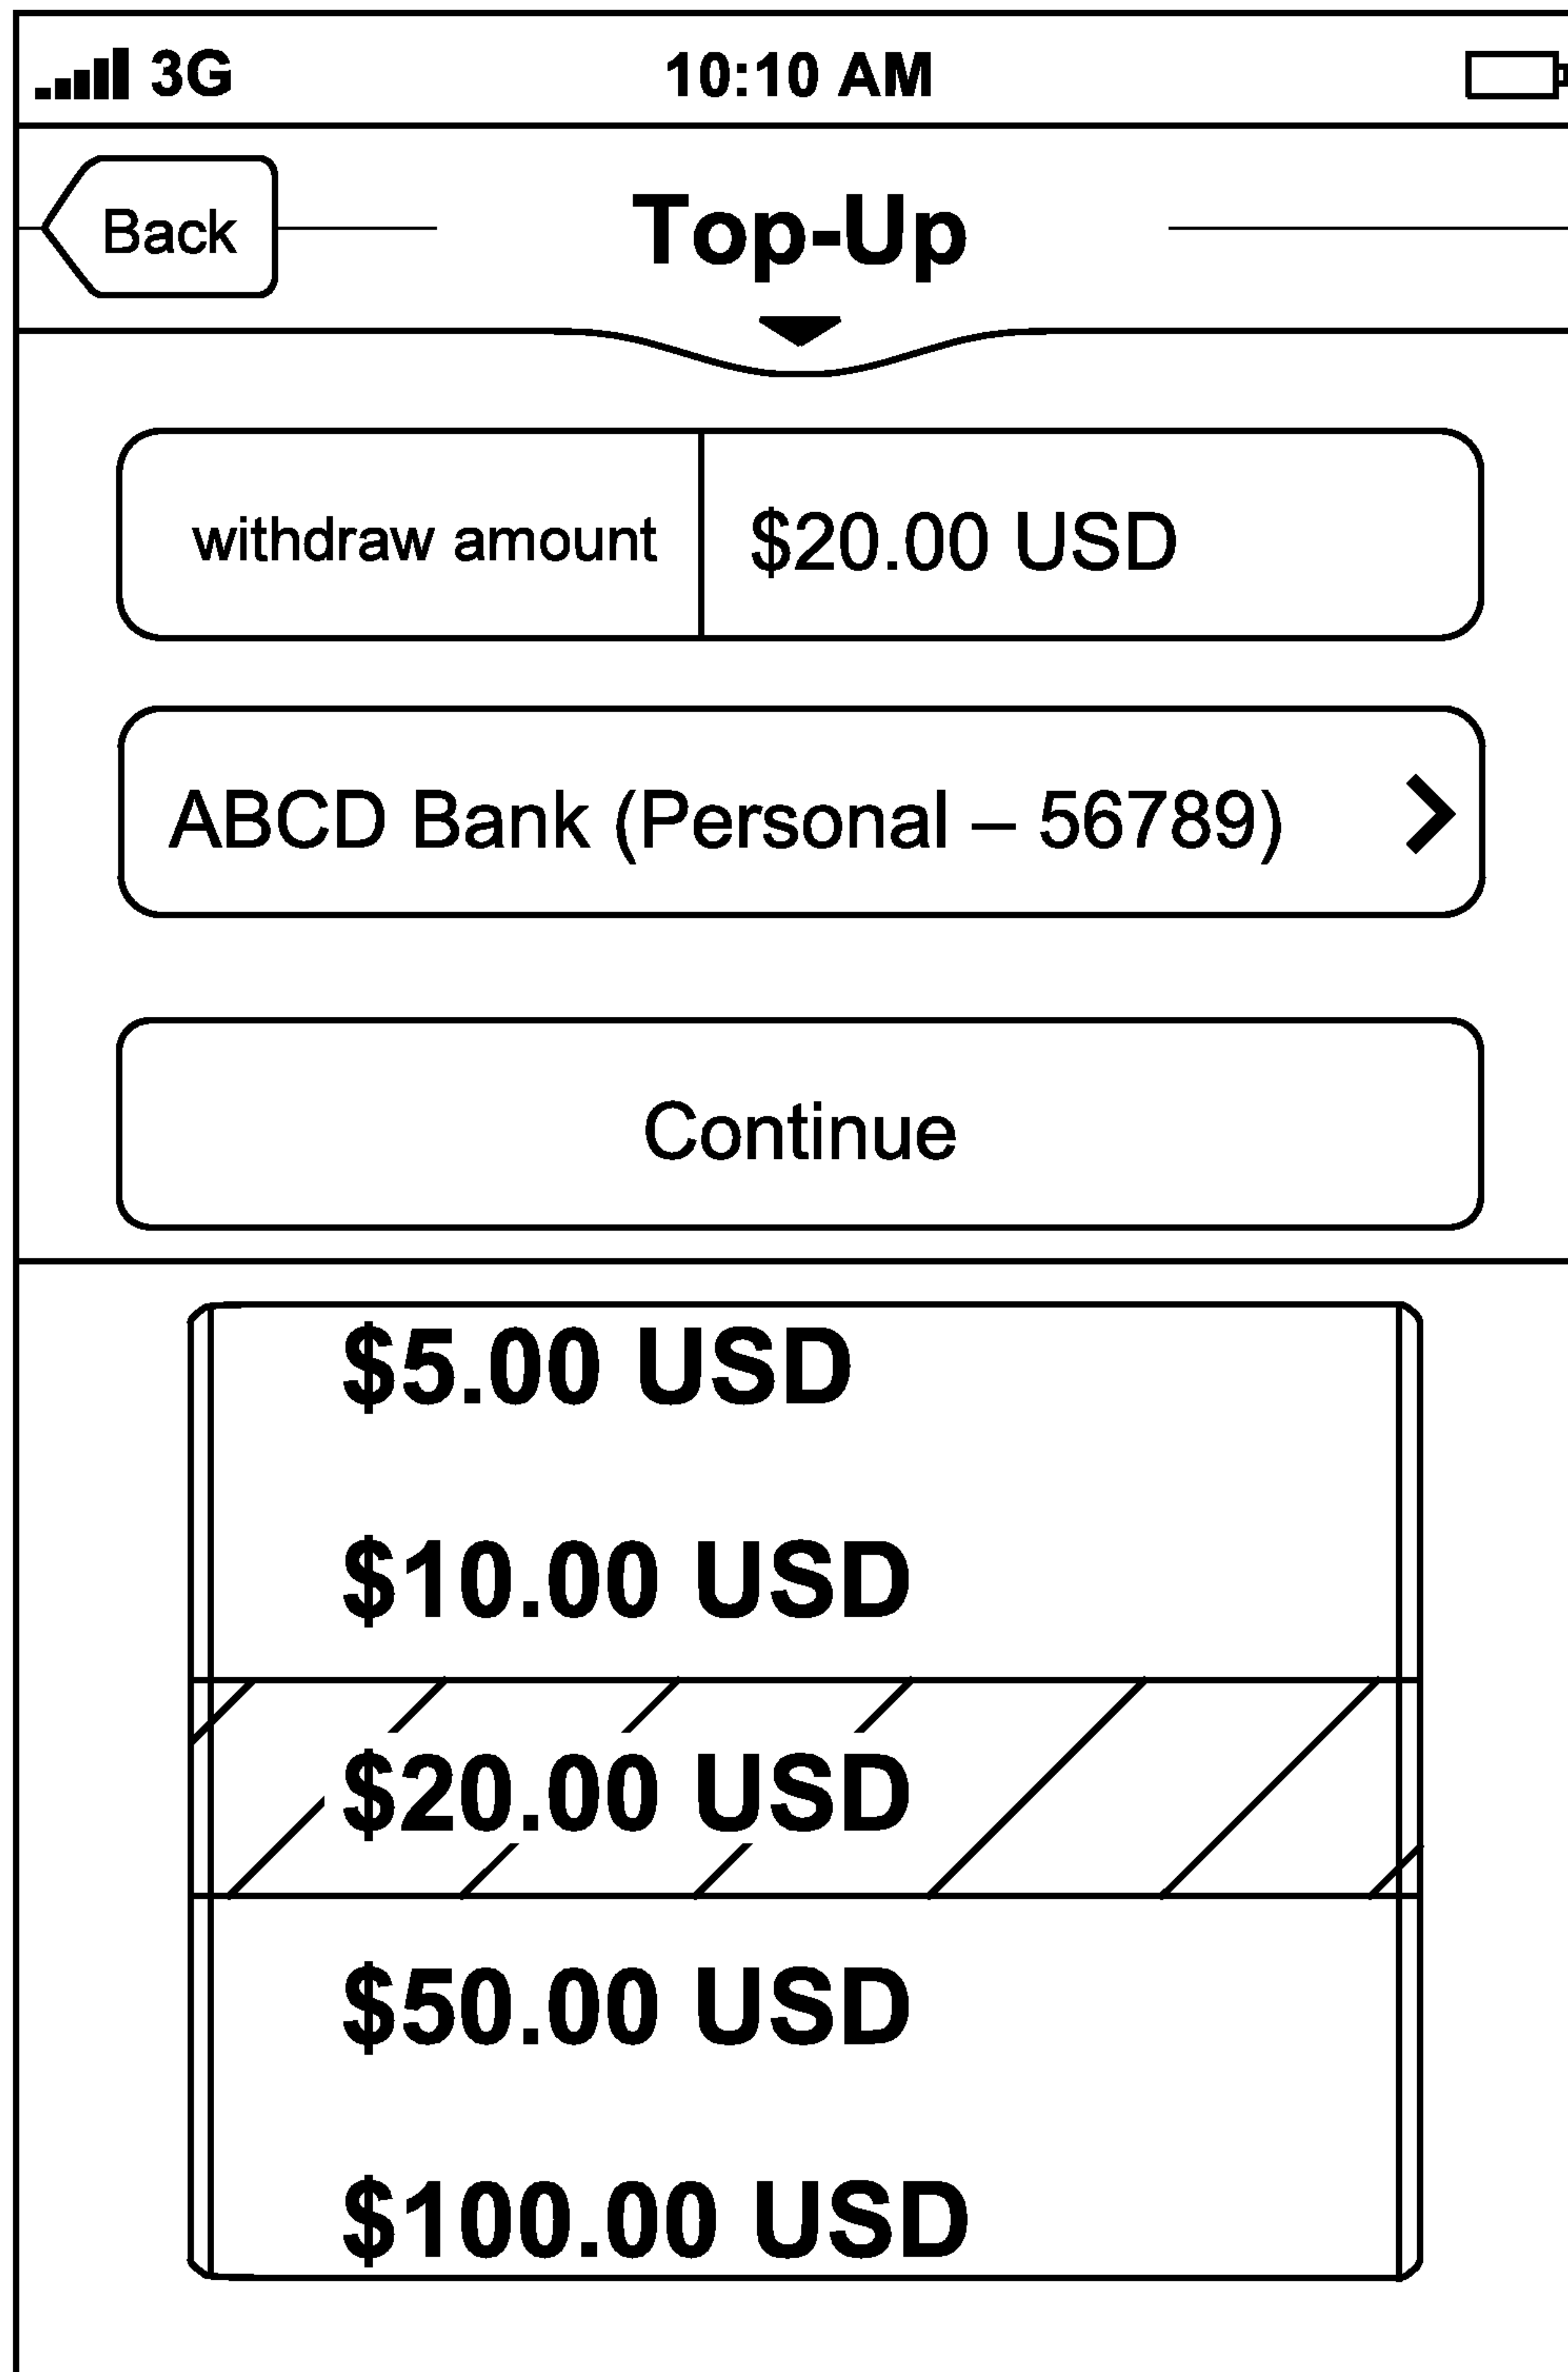 3G 10:10 AM
Back Top-Up
withdraw amount $20.00 USD
ABCD Bank (Personal – 56789)
Continue
$5.00 USD
$10.00 USD
$20.00 USD
$50.00 USD
$100.00 USD